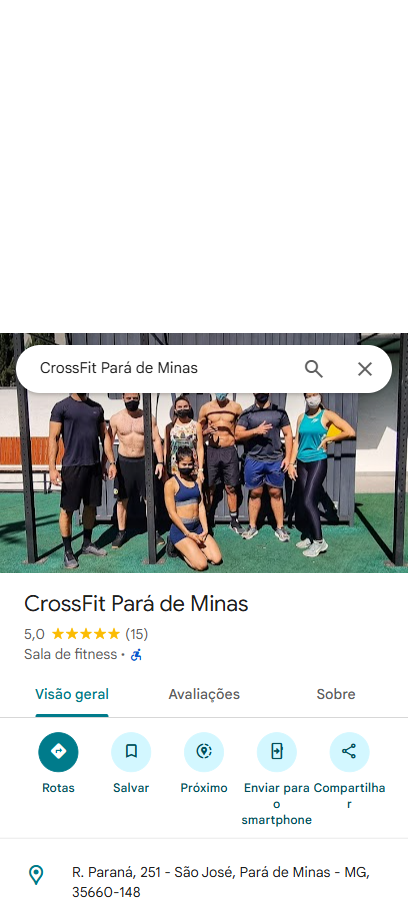 CrossFit Pará de Minas
CrossFit Pará de Minas
5,0 ★★★★★ (15)
Sala de fitness ·
Visão geral Avaliações Sobre
Rotas Salvar Próximo Enviar para o smartphone Compartilhar
R. Paraná, 251 - São José, Pará de Minas - MG,
35660-148